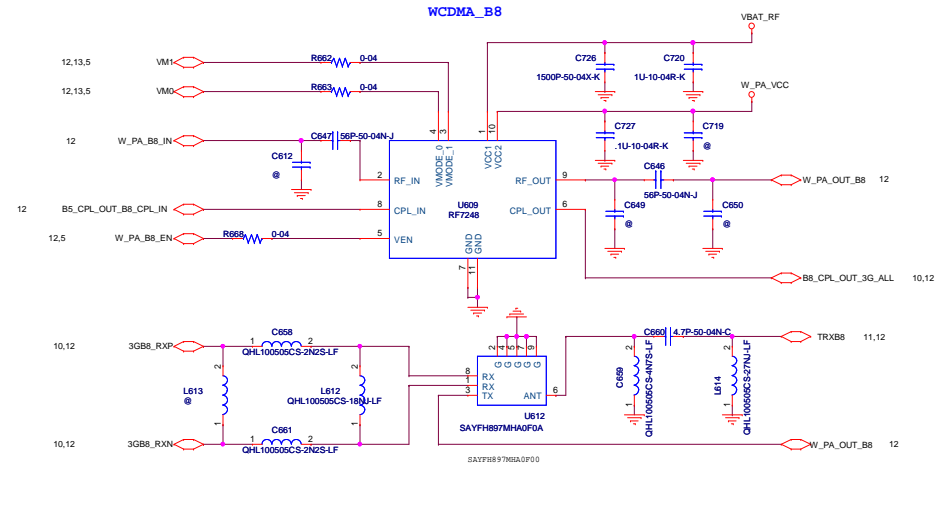 WCDMA_B8
VBAT_RF
C726
1500P-50-04X-K
C720
1U-10-04R-K
12,13,5 VM1 R662 0-04
W_PA_VCC
12,13,5 VM0 R663 0-04
C727
.1U-10-04R-K
C719
@
12 W_PA_B8_IN C647 56P-50-04N-J
C612
@
4 3 1 10
VMODE_0
VMODE_1
VCC1
VCC2
2 RF_IN
RF_OUT 9
C646
56P-50-04N-J
W_PA_OUT_B8 12
12 B5_CPL_OUT_B8_CPL_IN 8 CPL_IN
U609
RF7248
CPL_OUT 6
C649
@
C650
@
12,5 W_PA_B8_EN R668 0-04 5 VEN
GND
GND
7 11
B8_CPL_OUT_3G_ALL 10,12
10,12 3GB8_RXP 1 C658 2
QHL100505CS-2N2S-LF
2 L613 1
@
2 L612 1
QHL100505CS-18NJ-LF
1 C661 2
QHL100505CS-2N2S-LF
10,12 3GB8_RXN
2 4 5 7 9
G G G G G
8 RX
1 RX
3 TX
ANT 6
U612
SAYFH897MHA0F0A
SAYFH897MHA0F00
C660 4.7P-50-04N-C
TRXB8 11,12
2 C659 1
QHL100505CS-4N7S-LF
2 L614 1
QHL100505CS-27NJ-LF
W_PA_OUT_B8 12